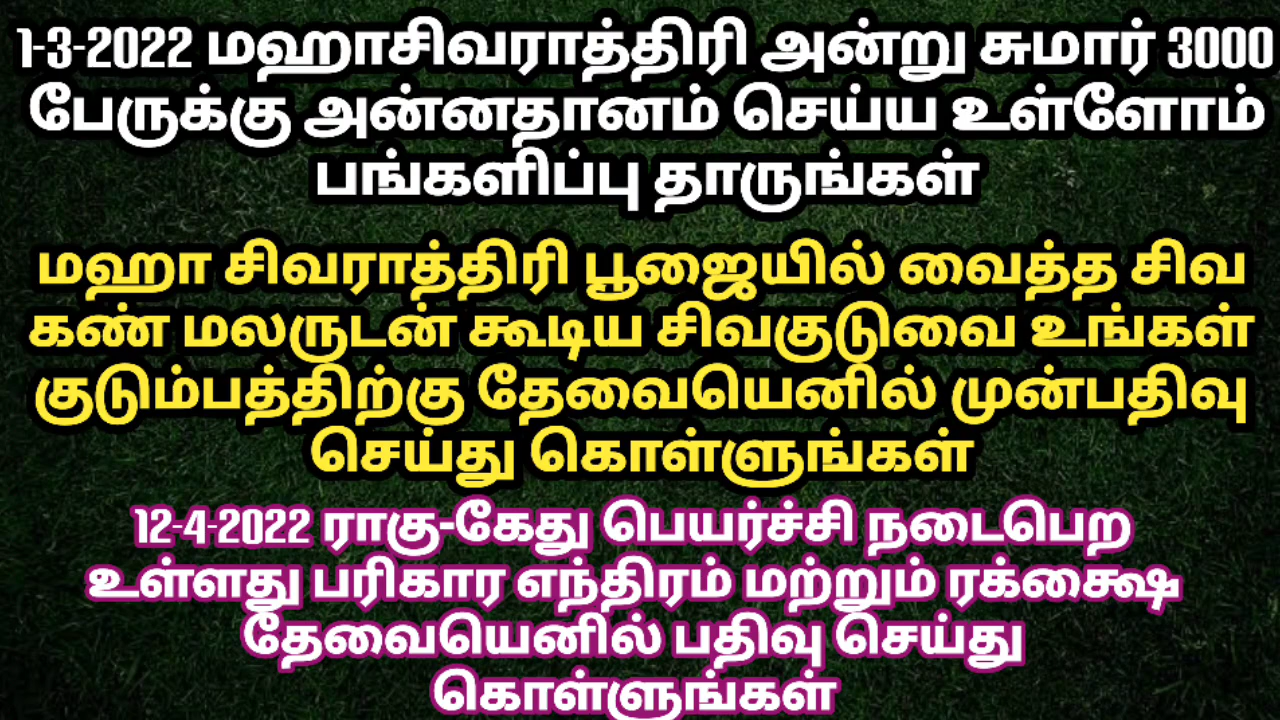 1-3-2022 மஹாசிவராத்திரி அன்று சுமார் 3000
பேருக்கு அன்னதானம் செய்ய உள்ளோம்
பங்களிப்பு தாருங்கள்
மஹா சிவராத்திரி பூஜையில் வைத்த சிவ
கண் மலருடன் கூடிய சிவகுடுவை உங்கள்
குடும்பத்திற்கு தேவையெனில் முன்பதிவு
செய்து கொள்ளுங்கள்
12-4-2022 ராகு-கேது பெயர்ச்சி நடைபெற
உள்ளது பரிகார எந்திரம் மற்றும் ரக்க்ஷை
தேவையெனில் பதிவு செய்து
கொள்ளுங்கள்